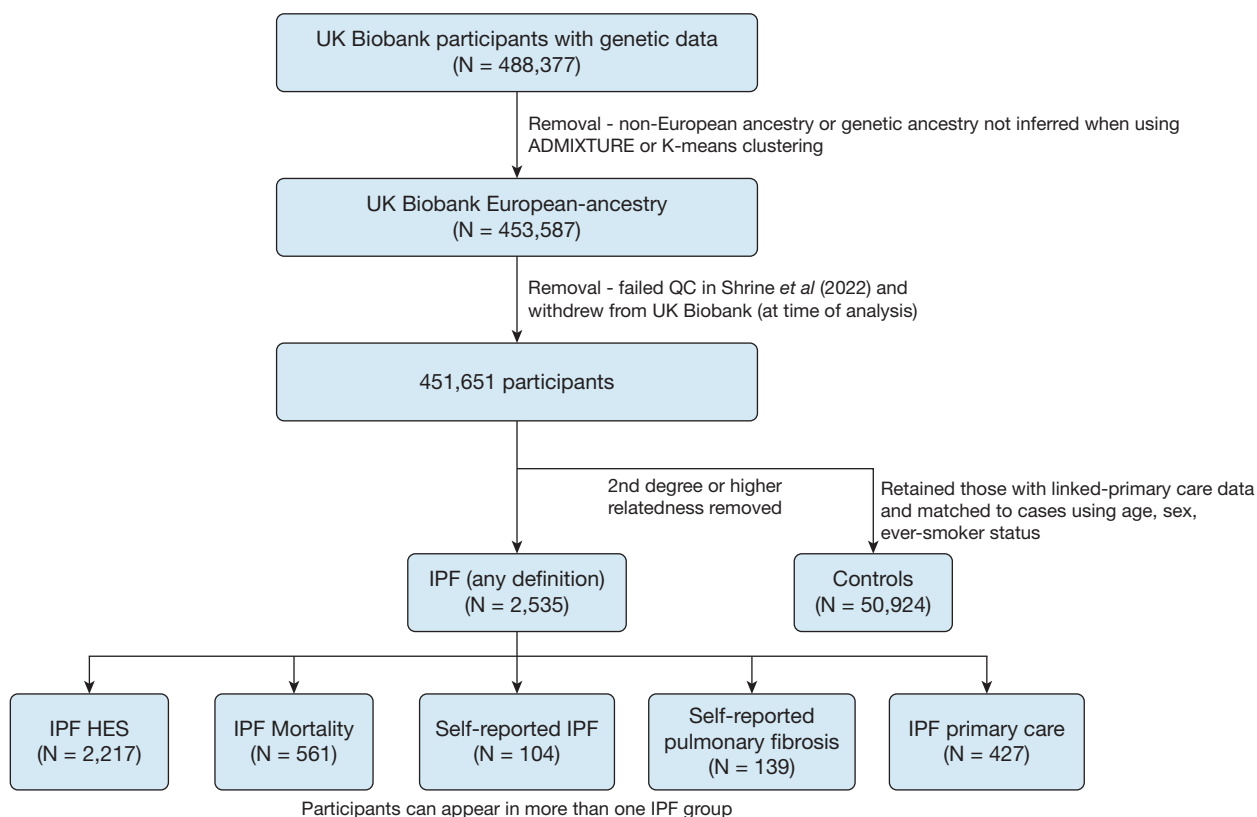 UK Biobank participants with genetic data
(N = 488,377)
Removal - non-European ancestry or genetic ancestry not inferred when using
ADMIXTURE or K-means clustering
UK Biobank European-ancestry
(N = 453,587)
Removal - failed QC in Shrine et al (2022) and
withdrew from UK Biobank (at time of analysis)
451,651 participants
2nd degree or higher
relatedness removed
Retained those with linked-primary care data
and matched to cases using age, sex,
ever-smoker status
IPF (any definition)
(N = 2,535)
Controls
(N = 50,924)
IPF HES
(N = 2,217)
IPF Mortality
(N = 561)
Self-reported IPF
(N = 104)
Self-reported
pulmonary fibrosis
(N = 139)
IPF primary care
(N = 427)
Participants can appear in more than one IPF group